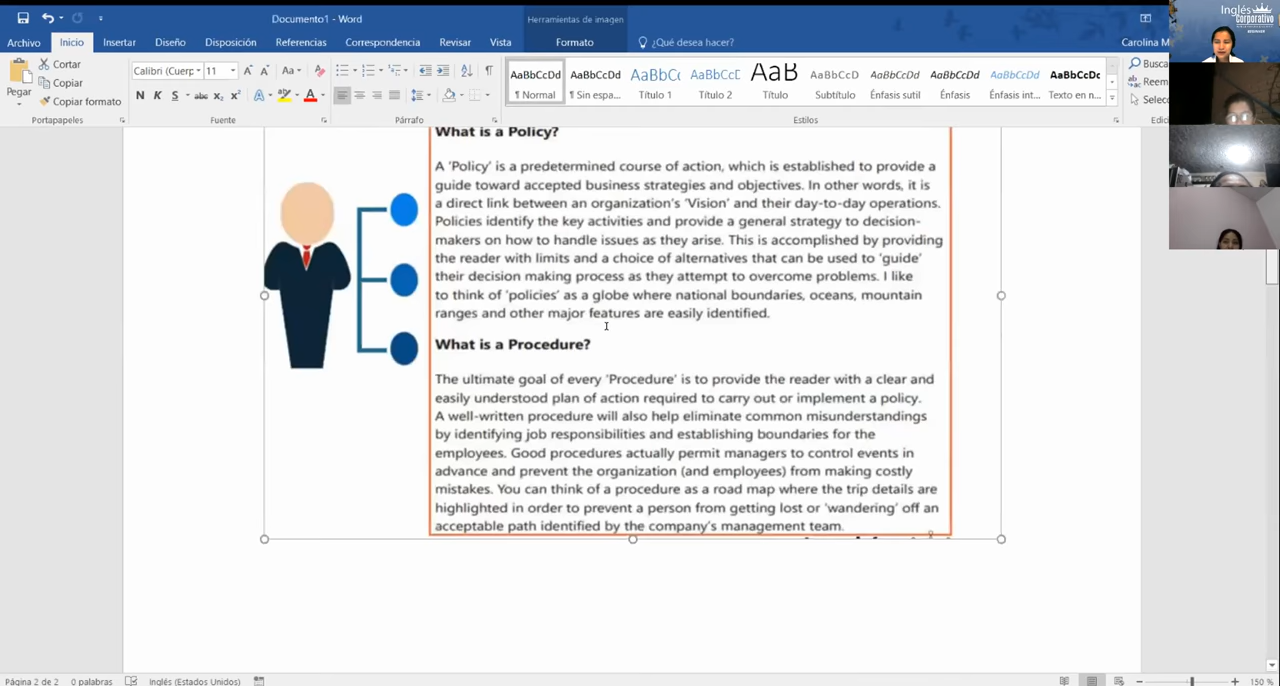 Documento1 - Word
Herramientas de imagen
Inglés
Corporativo
Archivo
Inicio
Insertar
Diseño
Disposición
Referencias
Correspondencia
Revisar
Vista
Formato
¿Qué desea hacer?
Carolina M
Pegar
Cortar
Copiar
Copiar formato
Portapapeles
Calibri (Cuerp
11
Fuente
Párrafo
AaBbCcDd
¶ Normal
AaBbCcDd
¶ Sin espa...
AaBbCc
Título 1
AaBbCcD
Título 2
AaB
Título
AaBbCcD
Subtítulo
AaBbCcDd
Énfasis sutil
AaBbCcDd
Énfasis
AaBbCcDd
Énfasis int...
AaBbCcDc
Texto en n...
Estilos
Busca
Reem
Selec
Edic
What is a Policy?
A 'Policy' is a predetermined course of action, which is established to provide a
guide toward accepted business strategies and objectives. In other words, it is
a direct link between an organization's 'Vision' and their day-to-day operations.
Policies identify the key activities and provide a general strategy to decision-
makers on how to handle issues as they arise. This is accomplished by providing
the reader with limits and a choice of alternatives that can be used to 'guide'
their decision making process as they attempt to overcome problems. I like
to think of 'policies' as a globe where national boundaries, oceans, mountain
ranges and other major features are easily identified.
What is a Procedure?
The ultimate goal of every 'Procedure' is to provide the reader with a clear and
easily understood plan of action required to carry out or implement a policy.
A well-written procedure will also help eliminate common misunderstandings
by identifying job responsibilities and establishing boundaries for the
employees. Good procedures actually permit managers to control events in
advance and prevent the organization (and employees) from making costly
mistakes. You can think of a procedure as a road map where the trip details are
highlighted in order to prevent a person from getting lost or 'wandering' off an
acceptable path identified by the company's management team.
Página 2 de 2
0 palabras
Inglés (Estados Unidos)
150 %